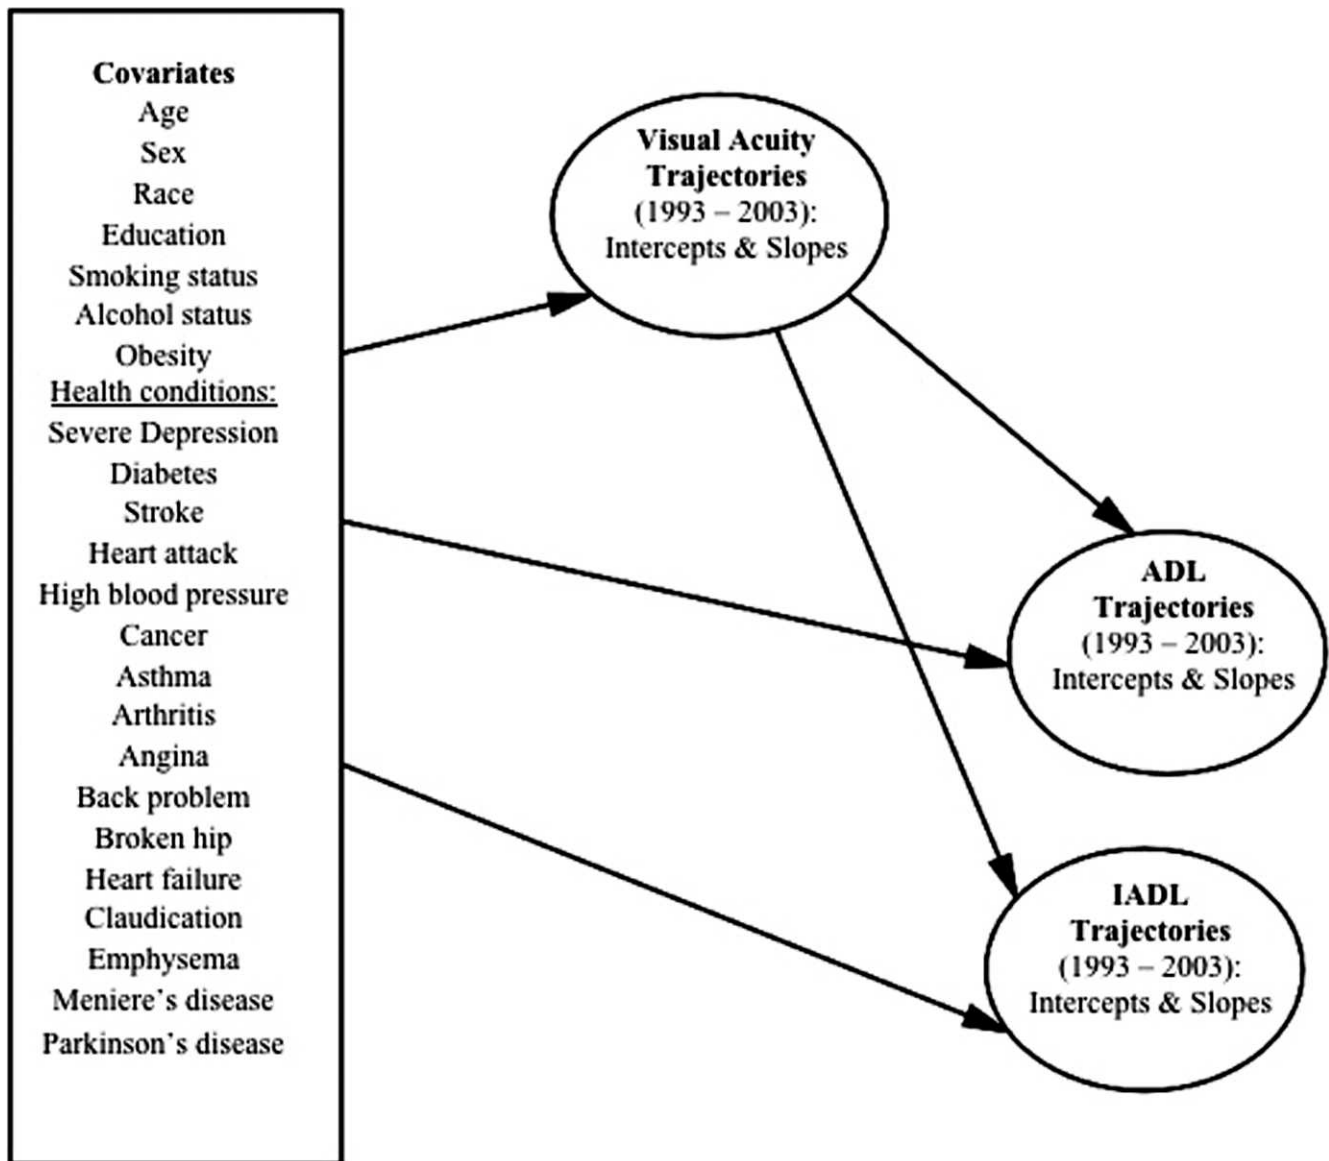 Covariates
Age
Sex
Race
Education
Smoking status
Alcohol status
Obesity
Health conditions:
Severe Depression
Diabetes
Stroke
Heart attack
High blood pressure
Cancer
Asthma
Arthritis
Angina
Back problem
Broken hip
Heart failure
Claudication
Emphysema
Meniere's disease
Parkinson's disease
Visual Acuity
Trajectories
(1993 – 2003):
Intercepts & Slopes
ADL
Trajectories
(1993 – 2003):
Intercepts & Slopes
IADL
Trajectories
(1993 – 2003):
Intercepts & Slopes